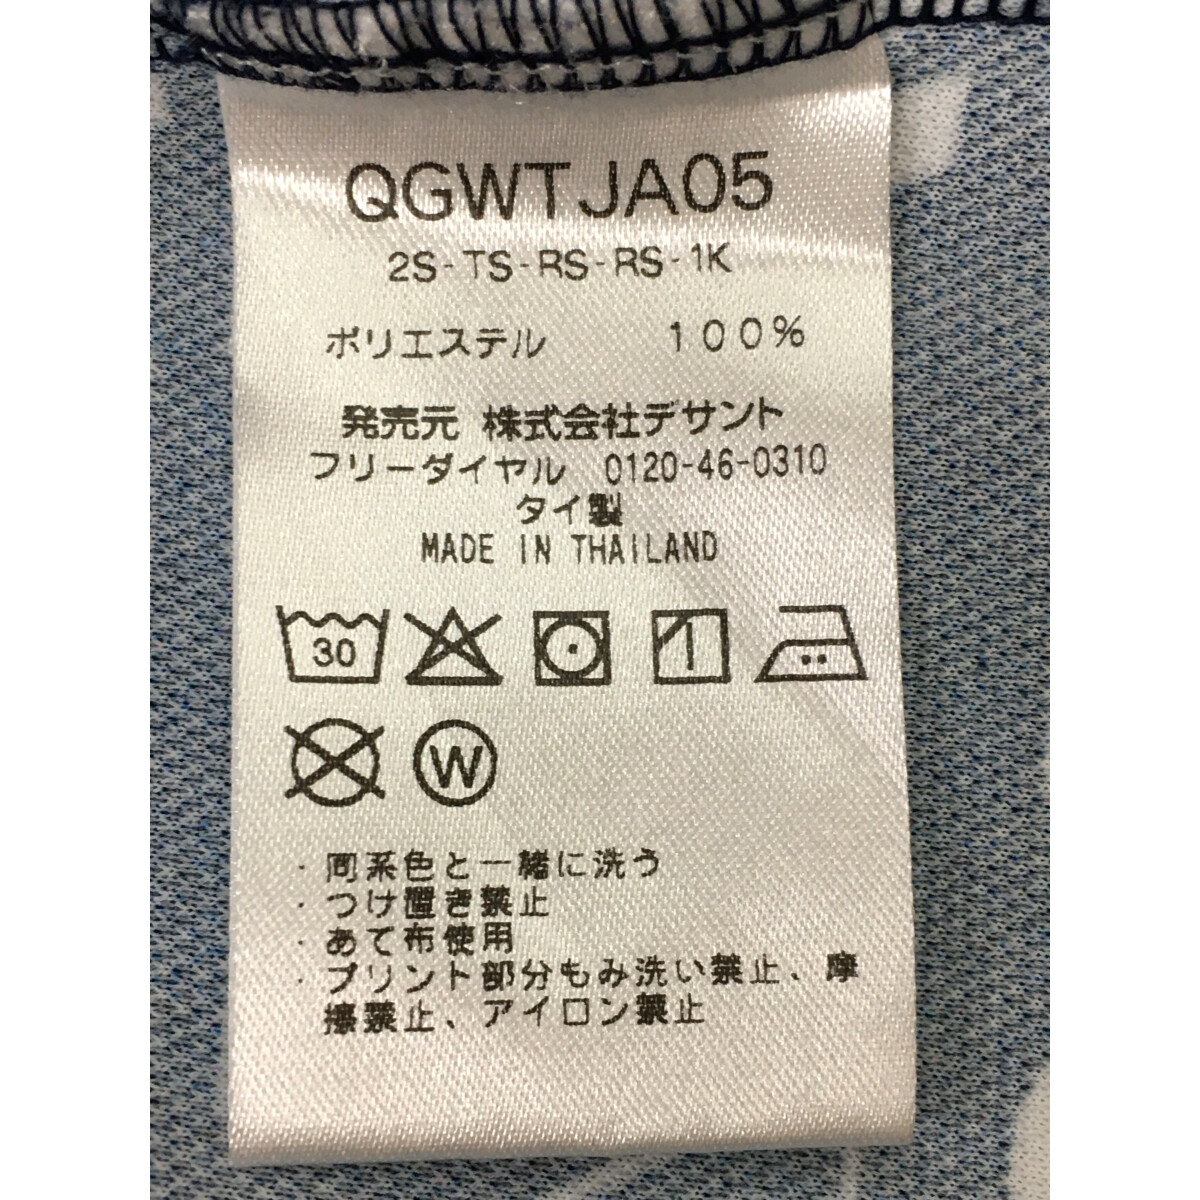 QGWTJA05
2S-TS-RS-RS-1K
ポリエステル 100%
発売元 株式会社デサント
フリーダイヤル 0120-46-0310
タイ製
MADE IN THAILAND
30
W
・同系色と一緒に洗う
・つけ置き禁止
・あて布使用
・プリント部分もみ洗い禁止、摩
擦禁止、アイロン禁止